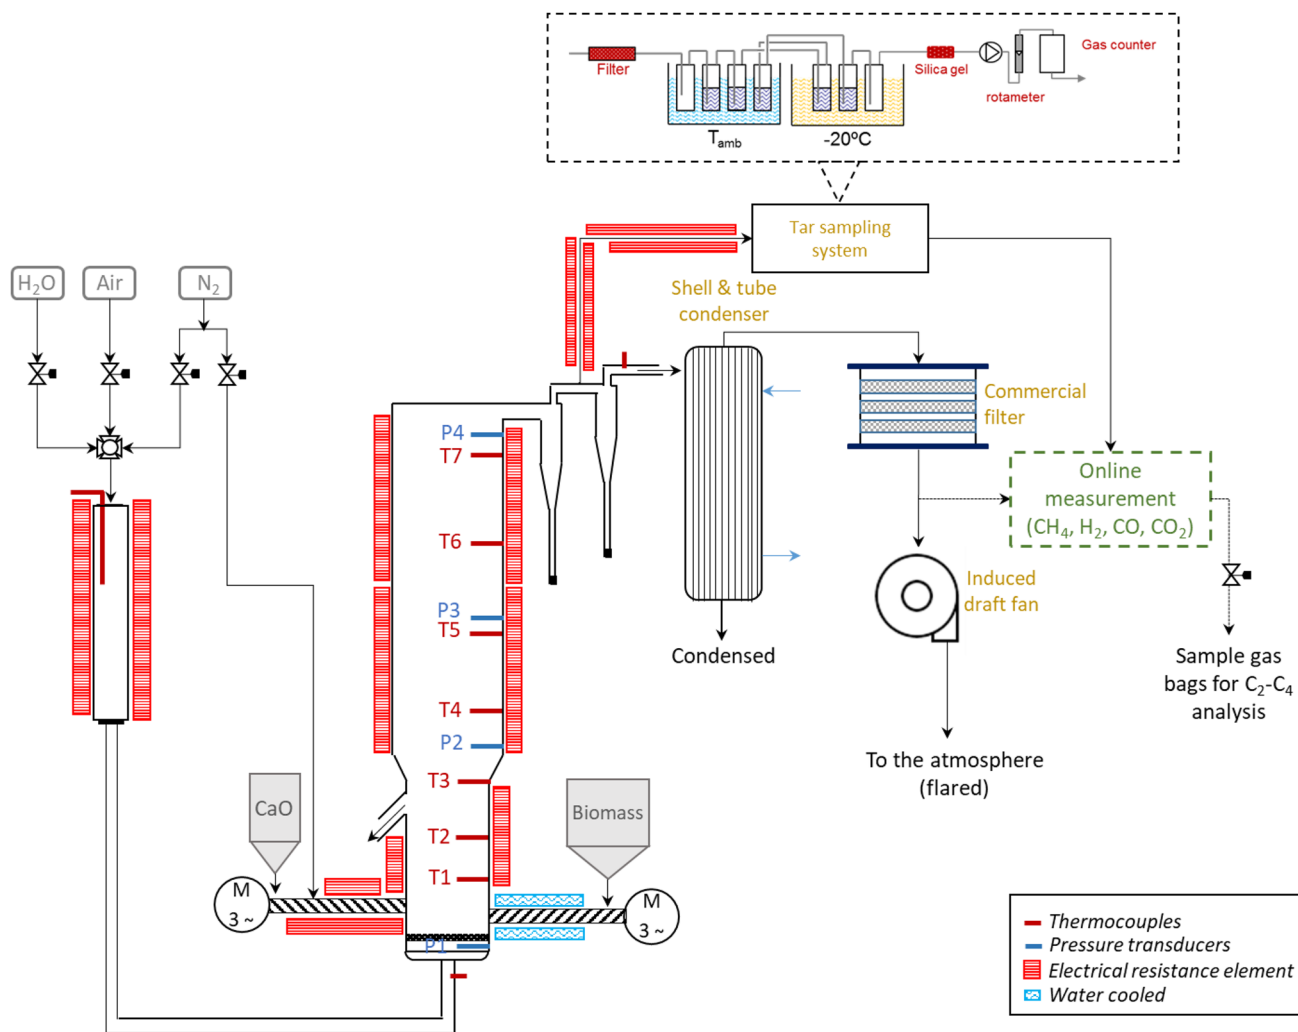 Filter
Silica gel
Gas counter
rotameter
Tamb
-20ºC
Tar sampling
system
H2O
Air
N2
Shell & tube
condenser
Commercial
filter
P4
T7
T6
P3
T5
T4
P2
T3
T2
T1
P1
Online
measurement
(CH4, H2, CO, CO2)
Induced
draft fan
Condensed
Sample gas
bags for C2-C4
analysis
To the atmosphere
(flared)
CaO
Biomass
M
3 ~
M
3 ~
Thermocouples
Pressure transducers
Electrical resistance element
Water cooled